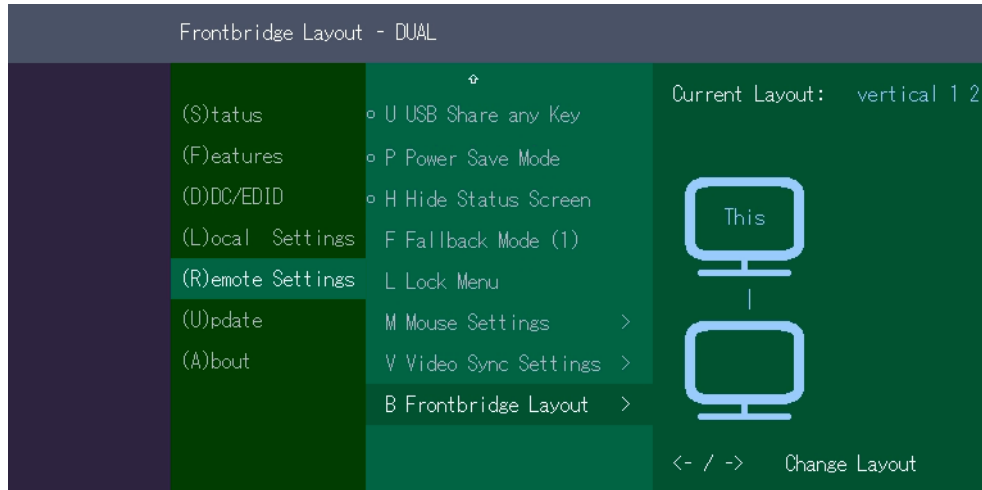 Frontbridge Layout - DUAL
(S)tatus
(F)eatures
(D)DC/EDID
(L)ocal Settings
(R)emote Settings
(U)pdate
(A)bout
U USB Share any Key
P Power Save Mode
H Hide Status Screen
F Fallback Mode (1)
L Lock Menu
M Mouse Settings >
V Video Sync Settings >
B Frontbridge Layout >
Current Layout: vertical 1 2
This
<- / -> Change Layout